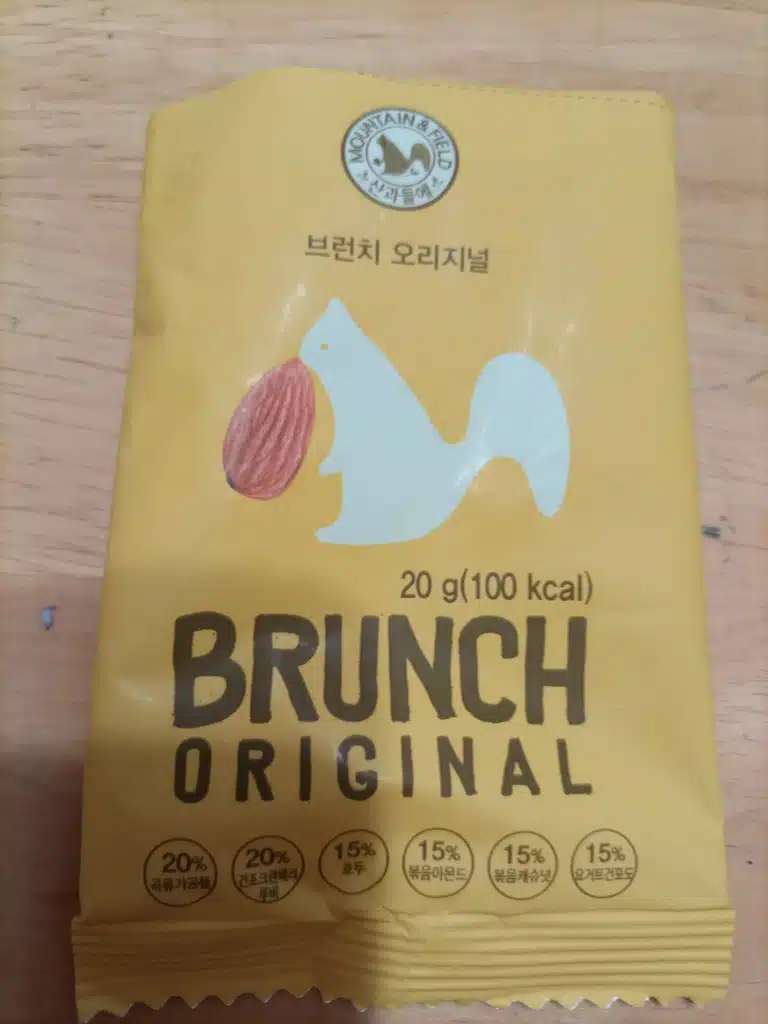 MOUNTAIN & FIELD
산과들에
브런치 오리지널
20 g(100 kcal)
BRUNCH
ORIGINAL
20%
곡류가공품
20%
건조크랜베리
15%
호두
15%
볶음아몬드
15%
볶음캐슈넛
15%
요거트건포도